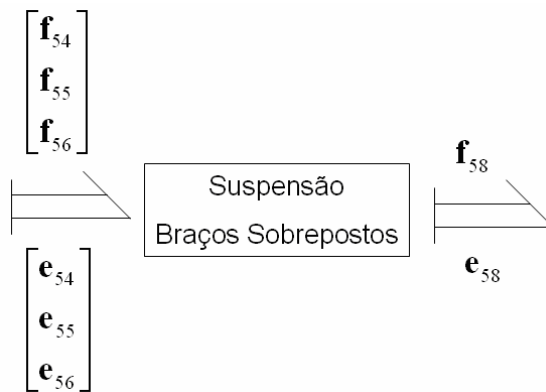 f₅₄
f₅₅
f₅₆
Suspensão
Braços Sobrepostos
f₅₈
e₅₈
e₅₄
e₅₅
e₅₆